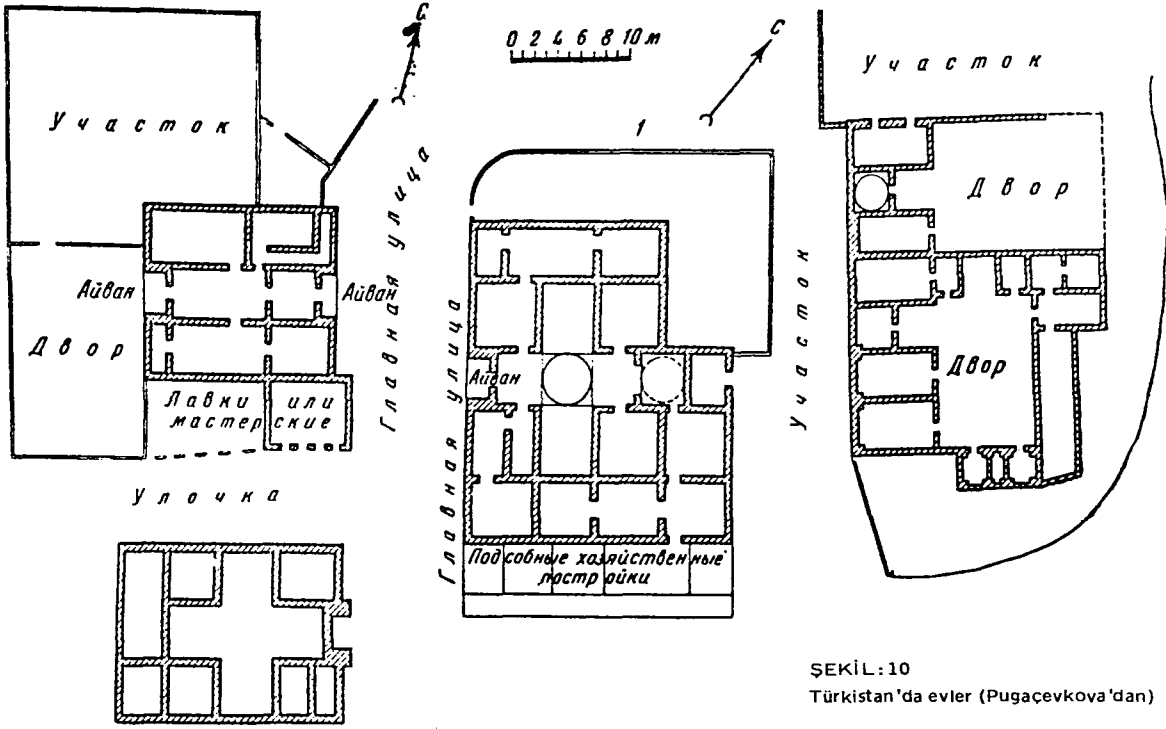 С
0 2 4 6 8 10 м
С
1
Участок
Участок
Главная улица
Айван
Айван
Двор
Двор
Лавки или
мастерские
Улочка
Главная улица
Айван
Участок
Двор
Подсобные хозяйственные
постройки
ŞEKİL:10
Türkistan'da evler (Pugaçevkova'dan)